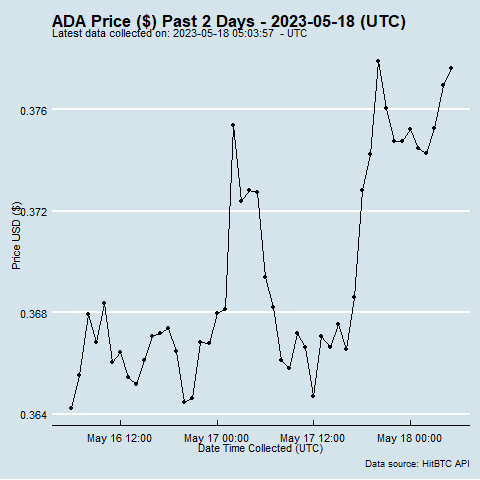 ADA Price ($) Past 2 Days - 2023-05-18 (UTC)
Latest data collected on: 2023-05-18 05:03:57 - UTC
0.376
0.372
0.368
0.364
Price USD ($)
May 16 12:00
May 17 00:00
May 17 12:00
May 18 00:00
Date Time Collected (UTC)
Data source: HitBTC API